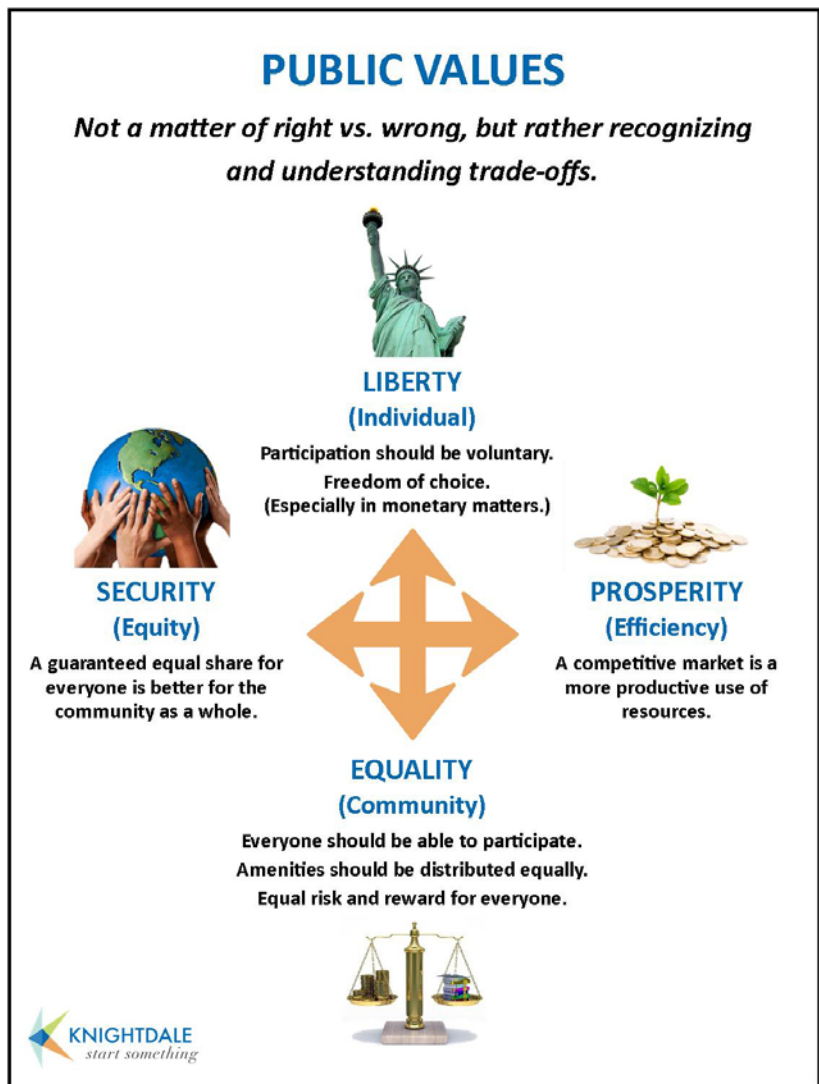 PUBLIC VALUES
Not a matter of right vs. wrong, but rather recognizing
and understanding trade-offs.
LIBERTY
(Individual)
Participation should be voluntary.
Freedom of choice.
(Especially in monetary matters.)
SECURITY
(Equity)
A guaranteed equal share for
everyone is better for the
community as a whole.
PROSPERITY
(Efficiency)
A competitive market is a
more productive use of
resources.
EQUALITY
(Community)
Everyone should be able to participate.
Amenities should be distributed equally.
Equal risk and reward for everyone.
KNIGHTDALE
start something